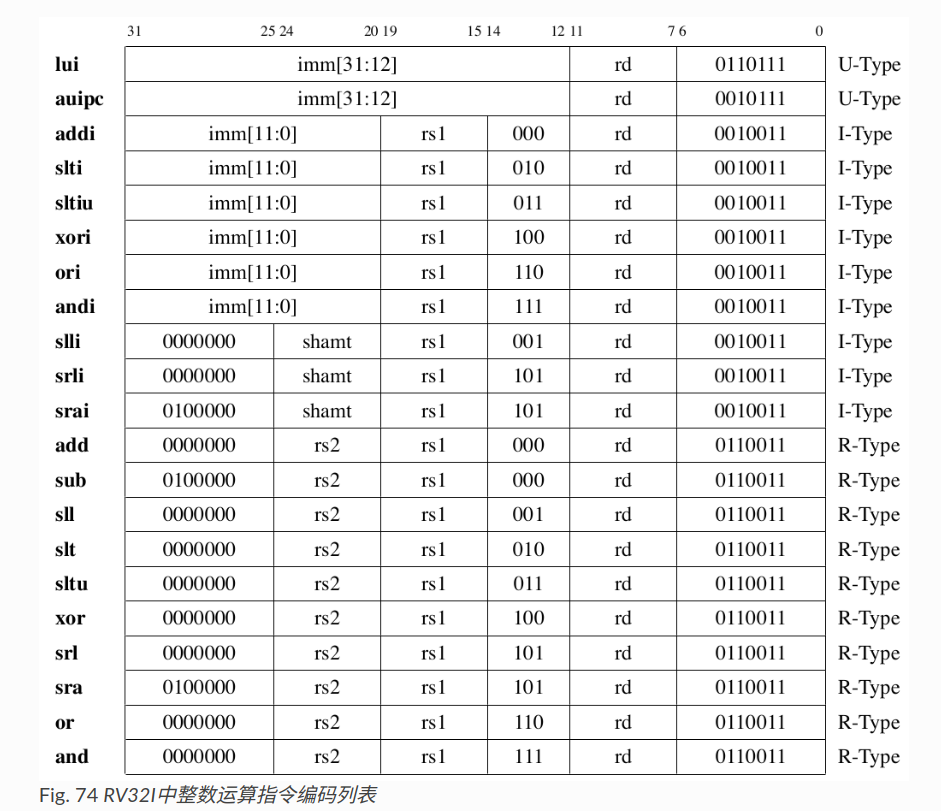 31 25 24 20 19 15 14 12 11 7 6 0
lui imm[31:12] rd 0110111 U-Type
auipc imm[31:12] rd 0010111 U-Type
addi imm[11:0] rs1 000 rd 0010011 I-Type
slti imm[11:0] rs1 010 rd 0010011 I-Type
sltiu imm[11:0] rs1 011 rd 0010011 I-Type
xori imm[11:0] rs1 100 rd 0010011 I-Type
ori imm[11:0] rs1 110 rd 0010011 I-Type
andi imm[11:0] rs1 111 rd 0010011 I-Type
slli 0000000 shamt rs1 001 rd 0010011 I-Type
srli 0000000 shamt rs1 101 rd 0010011 I-Type
srai 0100000 shamt rs1 101 rd 0010011 I-Type
add 0000000 rs2 rs1 000 rd 0110011 R-Type
sub 0100000 rs2 rs1 000 rd 0110011 R-Type
sll 0000000 rs2 rs1 001 rd 0110011 R-Type
slt 0000000 rs2 rs1 010 rd 0110011 R-Type
sltu 0000000 rs2 rs1 011 rd 0110011 R-Type
xor 0000000 rs2 rs1 100 rd 0110011 R-Type
srl 0000000 rs2 rs1 101 rd 0110011 R-Type
sra 0100000 rs2 rs1 101 rd 0110011 R-Type
or 0000000 rs2 rs1 110 rd 0110011 R-Type
and 0000000 rs2 rs1 111 rd 0110011 R-Type
Fig. 74 RV32I中整数运算指令编码列表